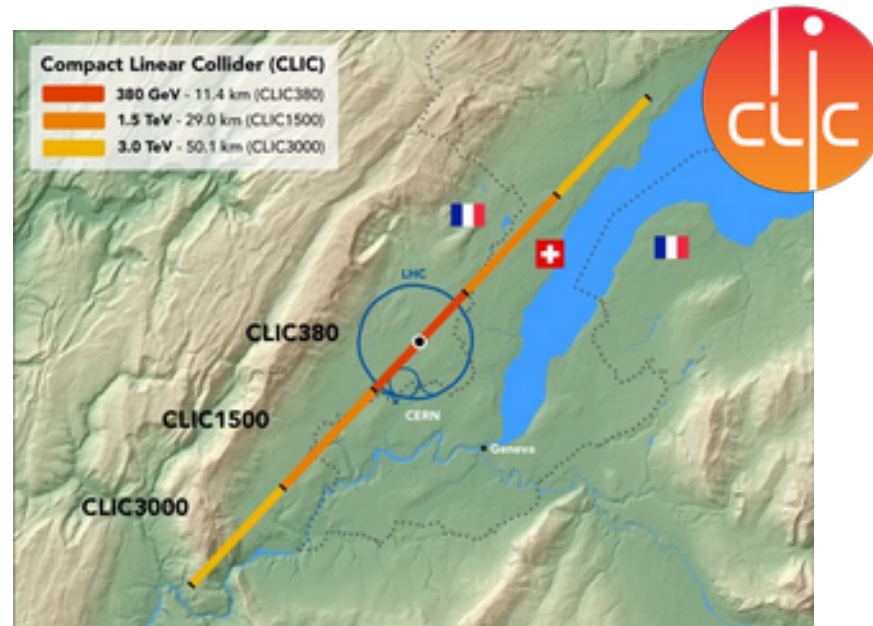 Compact Linear Collider (CLIC)
380 GeV - 11.4 km (CLIC380)
1.5 TeV - 29.0 km (CLIC1500)
3.0 TeV - 50.1 km (CLIC3000)
clic
LHC
CLIC380
CERN
CLIC1500
Geneva
CLIC3000